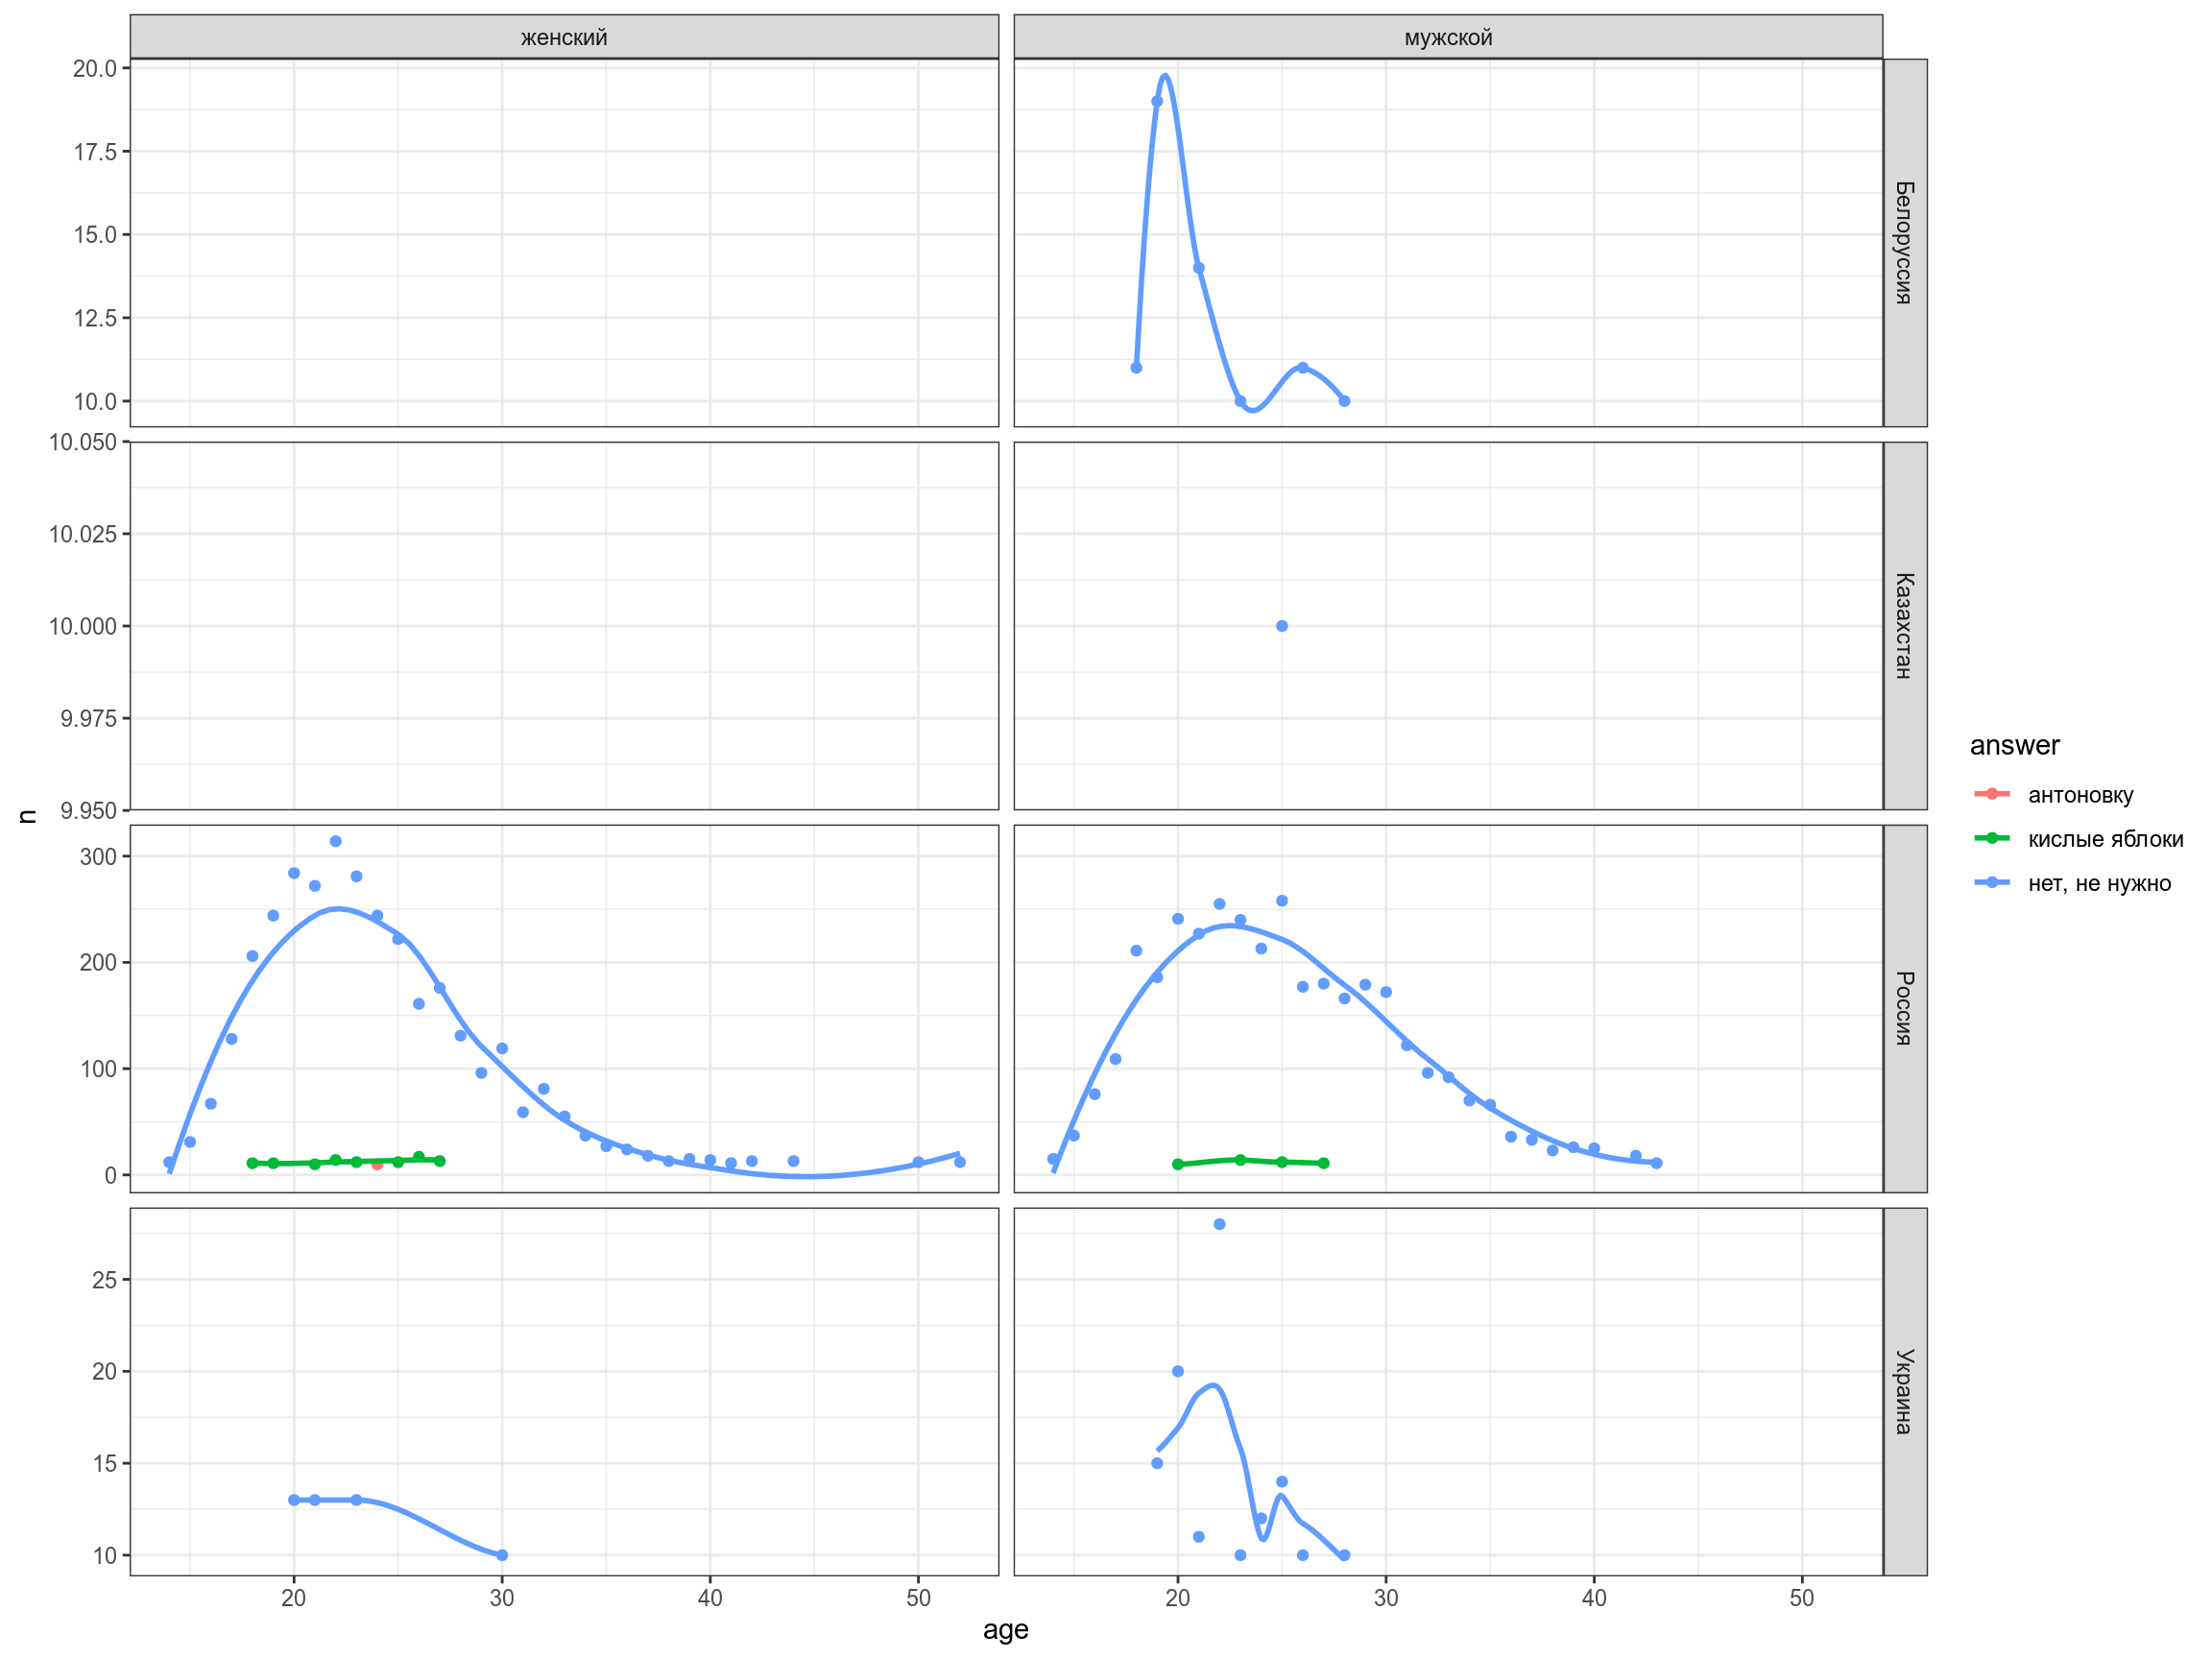 женский
мужской
20.0
17.5
15.0
12.5
10.0
Белоруссия
10.050
10.025
10.000
9.975
9.950
Казахстан
n
300
200
100
0
Россия
25
20
15
10
Украина
20
30
40
50
20
30
40
50
age
answer
антоновку
кислые яблоки
нет, не нужно